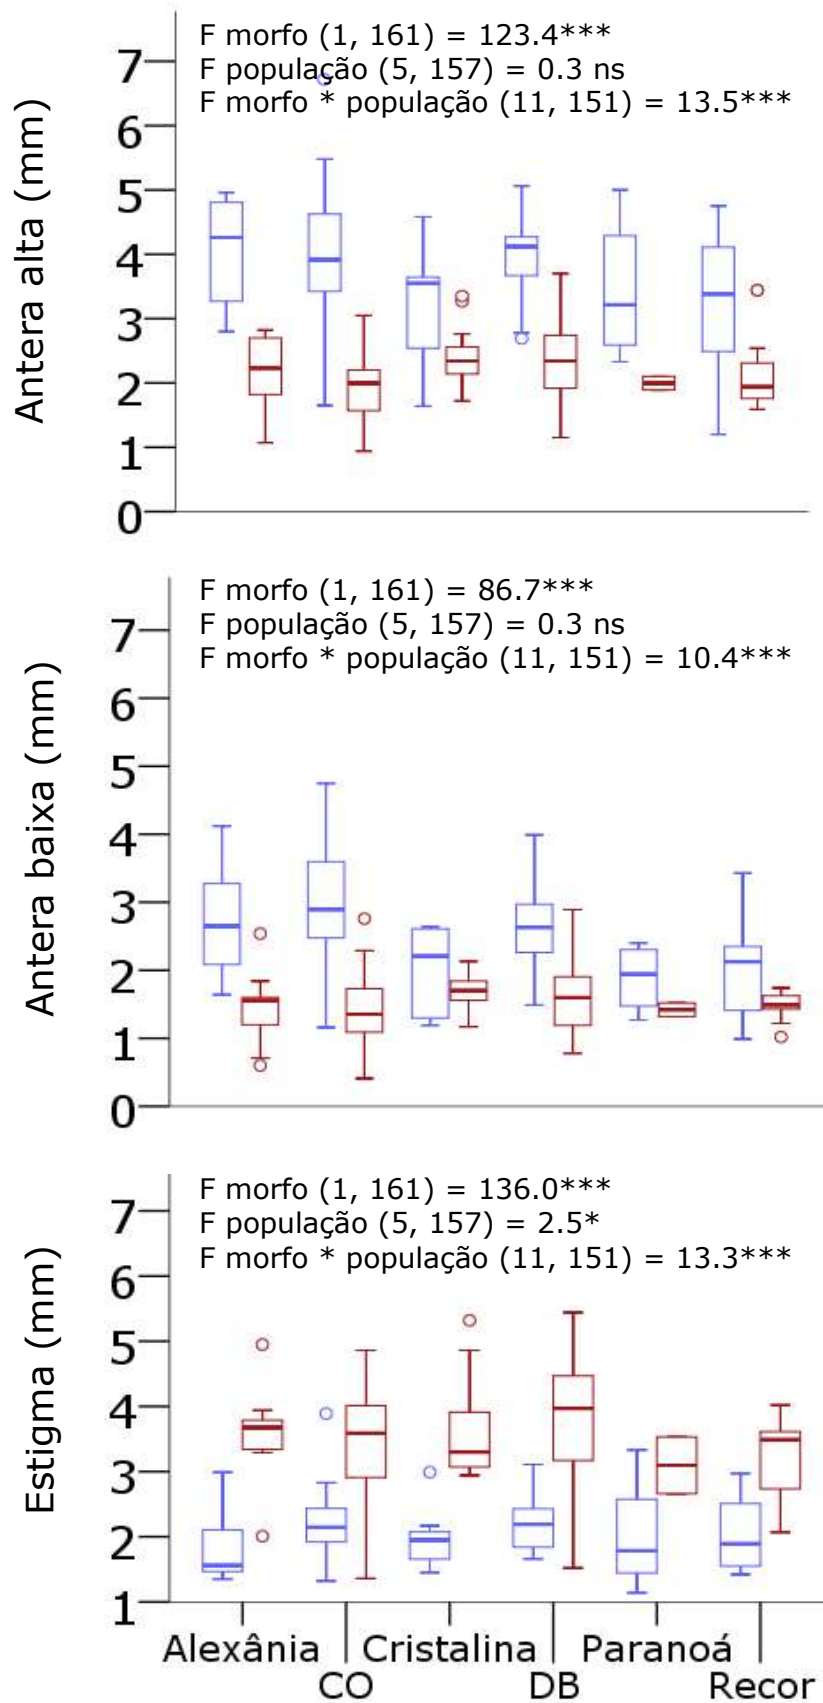 F morfo (1, 161) = 123.4***
F população (5, 157) = 0.3 ns
F morfo * população (11, 151) = 13.5***
Antera alta (mm)
7
6
5
4
3
2
1
0
F morfo (1, 161) = 86.7***
F população (5, 157) = 0.3 ns
F morfo * população (11, 151) = 10.4***
Antera baixa (mm)
7
6
5
4
3
2
1
0
F morfo (1, 161) = 136.0***
F população (5, 157) = 2.5*
F morfo * população (11, 151) = 13.3***
Estigma (mm)
7
6
5
4
3
2
1
Alexânia Cristalina Paranoá
CO DB Recor